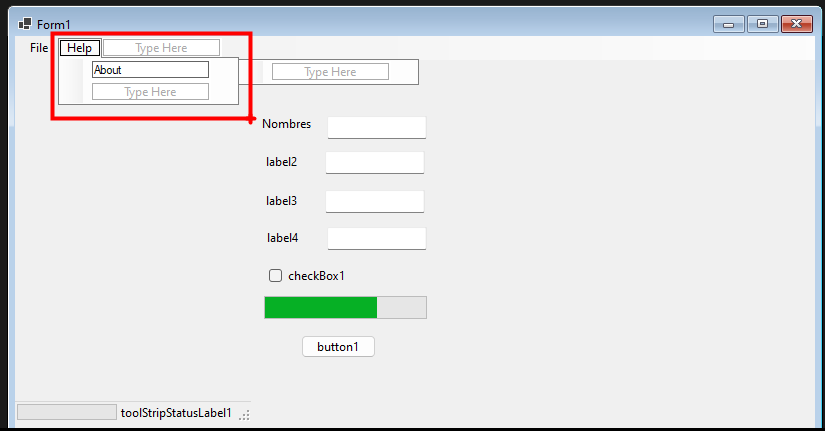 Form1
File Help Type Here
About Type Here
Type Here
Nombres
label2
label3
label4
checkBox1
button1
toolStripStatusLabel1